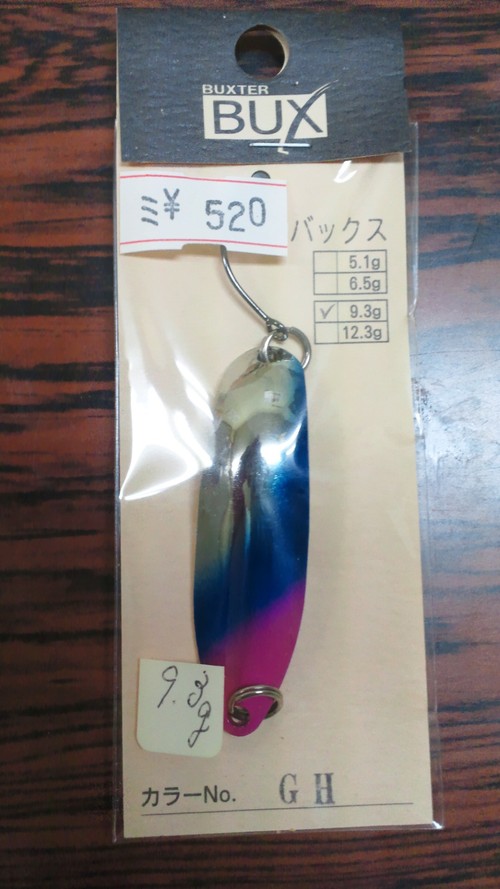 BUXTER
BUX
ミ¥ 520
バックス
5.1g
6.5g
✓ 9.3g
12.3g
9.3g
カラーNo. GH